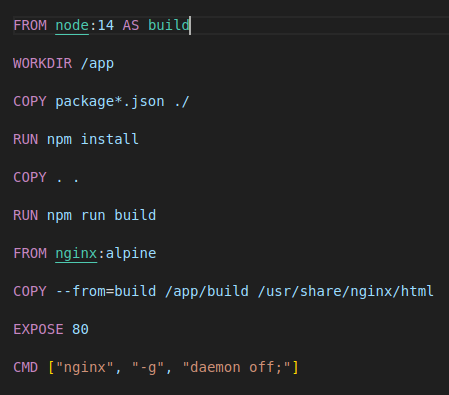 FROM node:14 AS build
WORKDIR /app
COPY package*.json ./
RUN npm install
COPY . .
RUN npm run build
FROM nginx:alpine
COPY --from=build /app/build /usr/share/nginx/html
EXPOSE 80
CMD ["nginx", "-g", "daemon off;"]